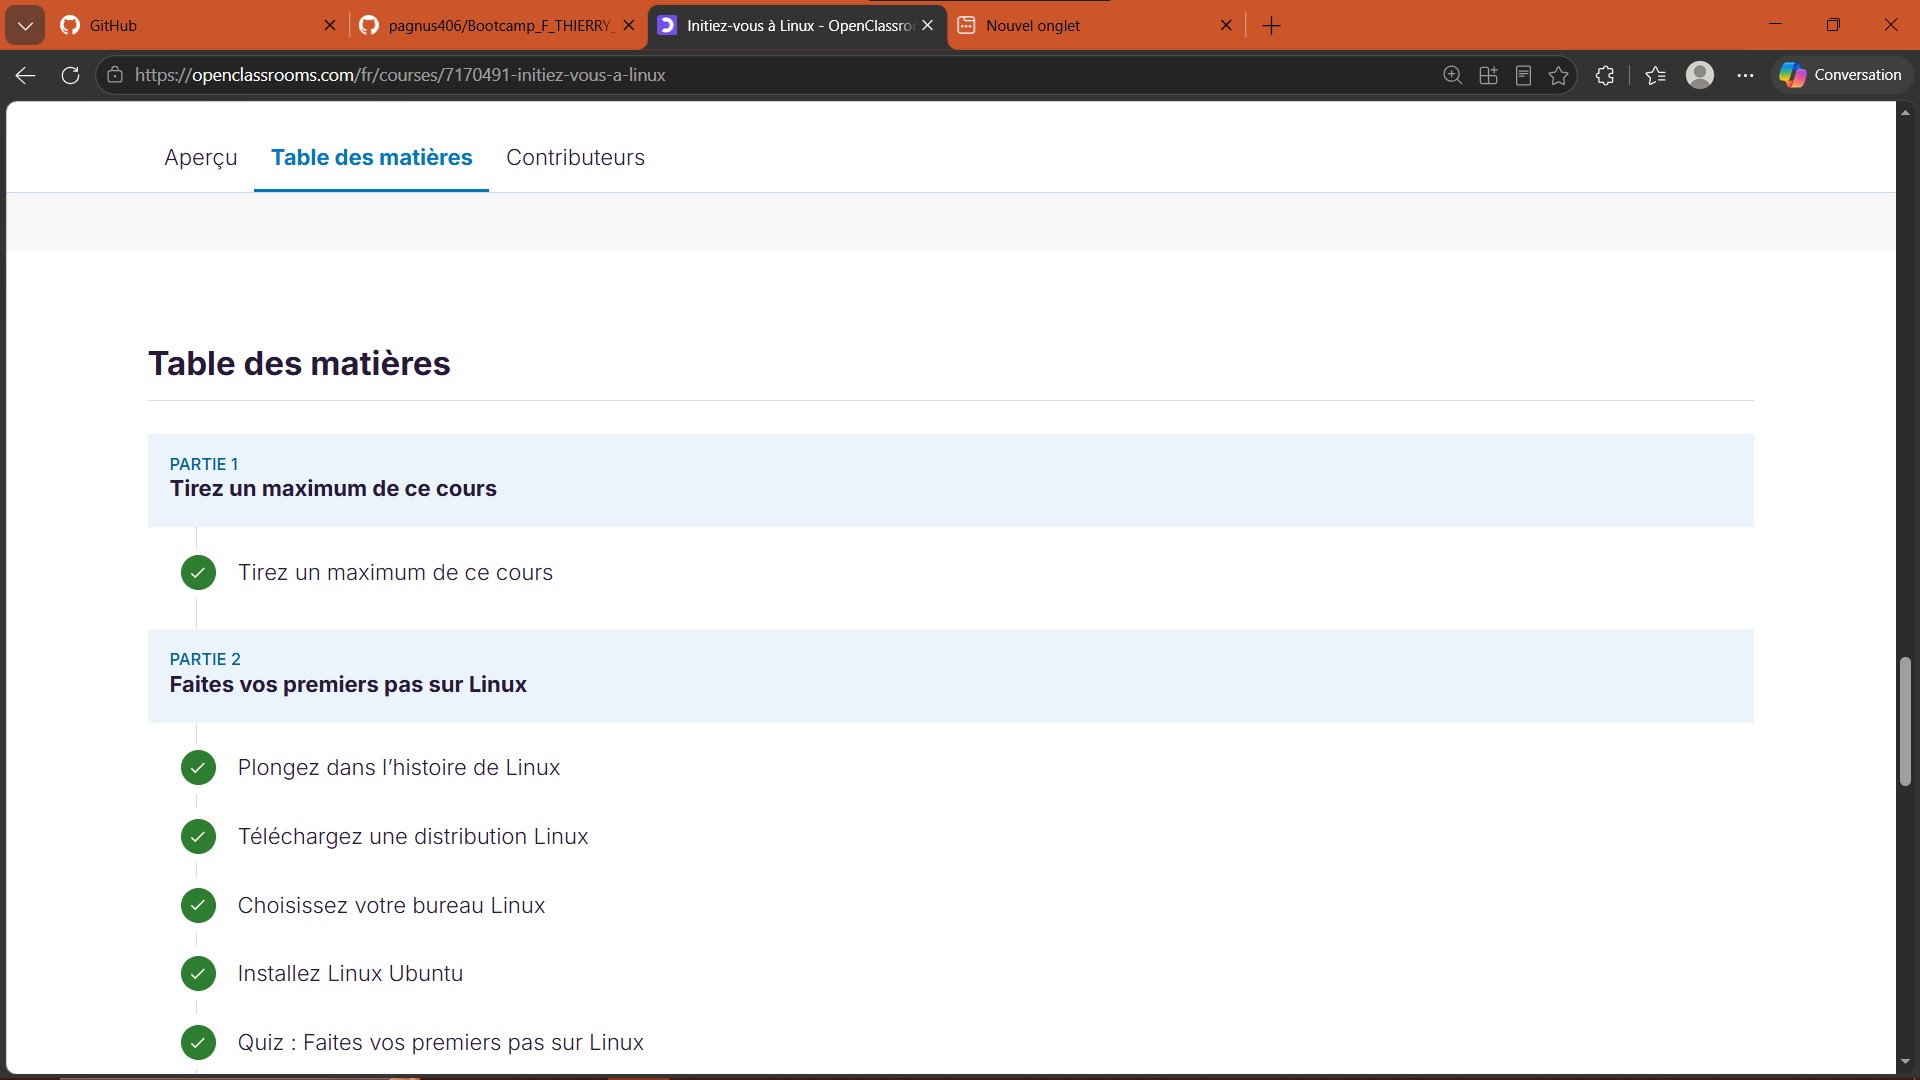 GitHub
pagnus406/Bootcamp_F_THIERRY_
Initiez-vous à Linux - OpenClassro
Nouvel onglet
https://openclassrooms.com/fr/courses/7170491-initiez-vous-a-linux
Conversation
Aperçu
Table des matières
Contributeurs
Table des matières
PARTIE 1
Tirez un maximum de ce cours
Tirez un maximum de ce cours
PARTIE 2
Faites vos premiers pas sur Linux
Plongez dans l’histoire de Linux
Téléchargez une distribution Linux
Choisissez votre bureau Linux
Installez Linux Ubuntu
Quiz : Faites vos premiers pas sur Linux